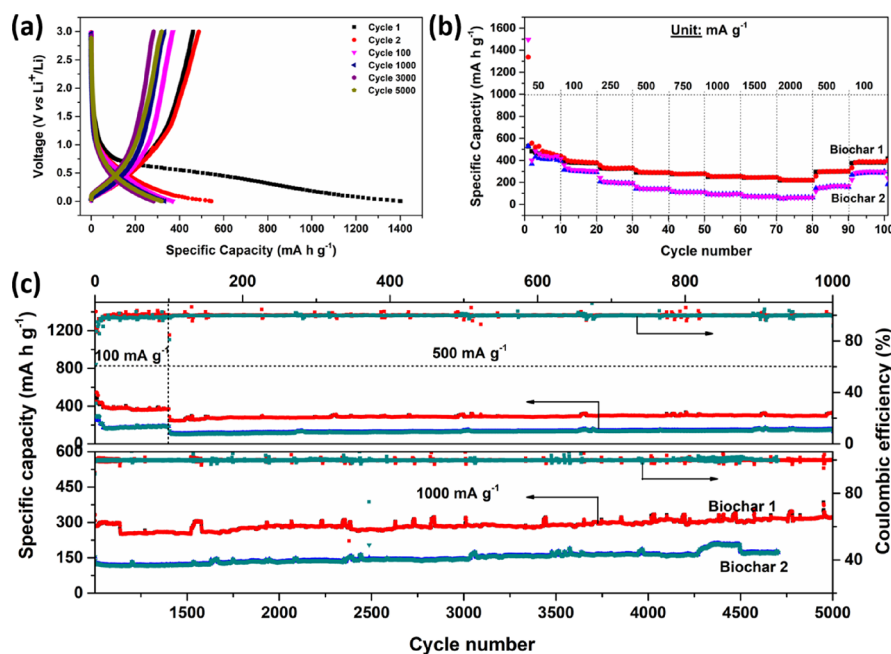 (a)
Voltage (V vs Li⁺/Li)
3.0
2.5
2.0
1.5
1.0
0.5
0.0
Cycle 1
Cycle 2
Cycle 100
Cycle 1000
Cycle 3000
Cycle 5000
0 200 400 600 800 1000 1200 1400
Specific Capacity (mA h g⁻¹)
(b)
Specific Capactiy (mA h g⁻¹)
1600
1400
1200
1000
800
600
400
200
0
Unit: mA g⁻¹
50 100 250 500 750 1000 1500 2000 500 100
Biochar 1
Biochar 2
0 10 20 30 40 50 60 70 80 90 100
Cycle number
(c)
0 200 400 600 800 1000
Specific capacity (mA h g⁻¹)
1200
800
400
0
100 mA g⁻¹
500 mA g⁻¹
80
60
40
20
0
Coulombic efficiency (%)
600
450
300
150
0
1000 mA g⁻¹
Biochar 1
Biochar 2
80
40
0
1500 2000 2500 3000 3500 4000 4500 5000
Cycle number